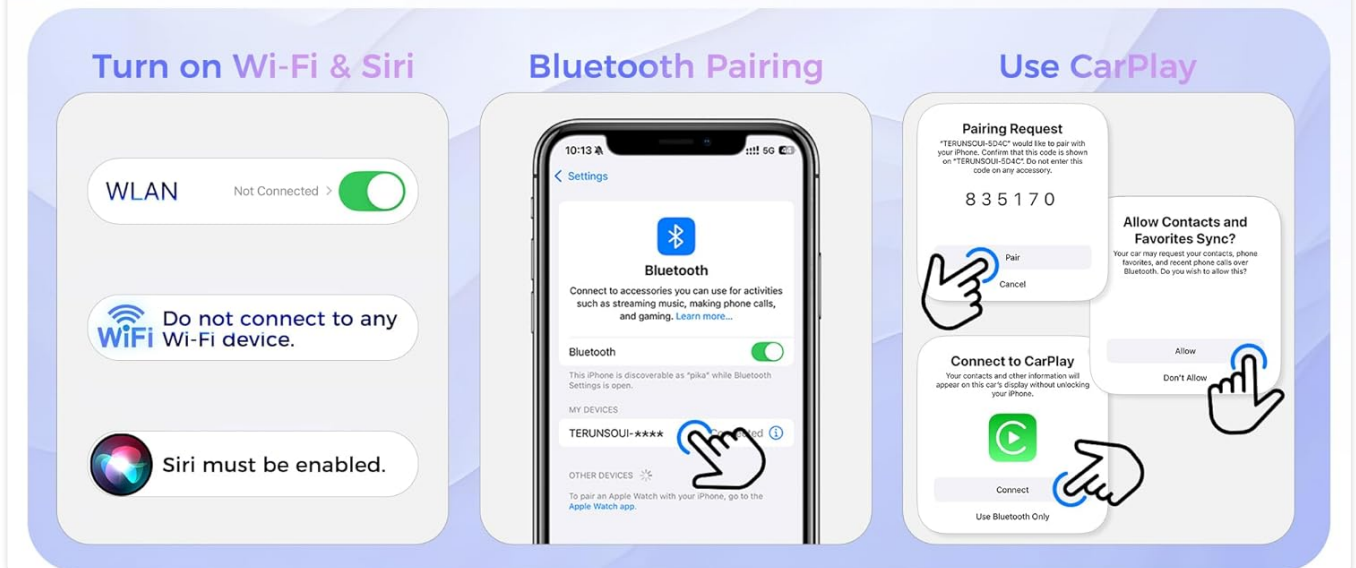 Turn on Wi-Fi & Siri
WLAN
Not Connected >
WiFi
Do not connect to any
Wi-Fi device.
Siri must be enabled.
Bluetooth Pairing
10:13
5G
Settings
Bluetooth
Connect to accessories you can use for activities
such as streaming music, making phone calls,
and gaming. Learn more...
Bluetooth
This iPhone is discoverable as "pika" while Bluetooth
Settings is open.
MY DEVICES
TERUNSOUI-****
OTHER DEVICES
To pair an Apple Watch with your iPhone, go to the
Apple Watch app.
Use CarPlay
Pairing Request
"TERUNSOUI-5D4C" would like to pair with
your iPhone. Confirm that this code is shown
on "TERUNSOUI-5D4C". Do not enter this
code on any accessory.
835170
Pair
Cancel
Allow Contacts and
Favorites Sync?
Your car may request your contacts, phone
favorites, and recent phone calls over
Bluetooth. Do you wish to allow this?
Allow
Don't Allow
Connect to CarPlay
Your contacts and other information will
appear on this car's display without unlocking
your iPhone.
Connect
Use Bluetooth Only